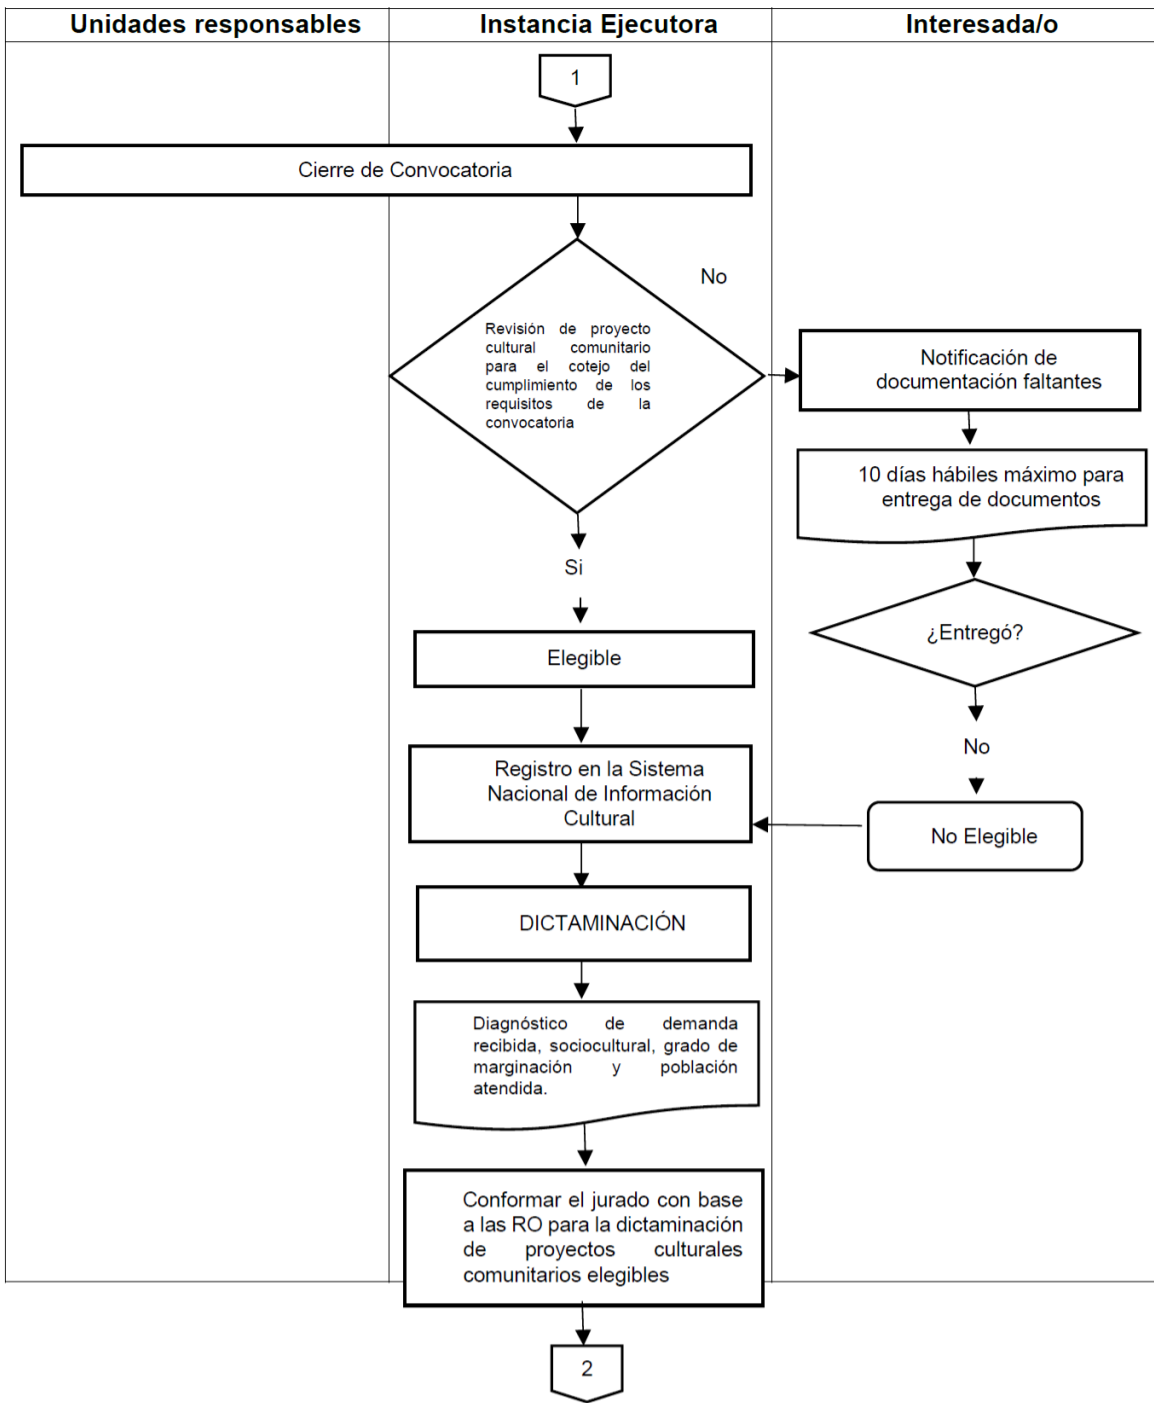 Unidades responsables
Instancia Ejecutora
Interesada/o
1
Cierre de Convocatoria
No
Revisión de proyecto
cultural comunitario
para el cotejo del
cumplimiento de los
requisitos de la
convocatoria
Notificación de
documentación faltantes
10 días hábiles máximo para
entrega de documentos
Si
¿Entregó?
Elegible
No
Registro en la Sistema
Nacional de Información
Cultural
No Elegible
DICTAMINACIÓN
Diagnóstico de demanda
recibida, sociocultural, grado de
marginación y población
atendida.
Conformar el jurado con base
a las RO para la dictaminación
de proyectos culturales
comunitarios elegibles
2